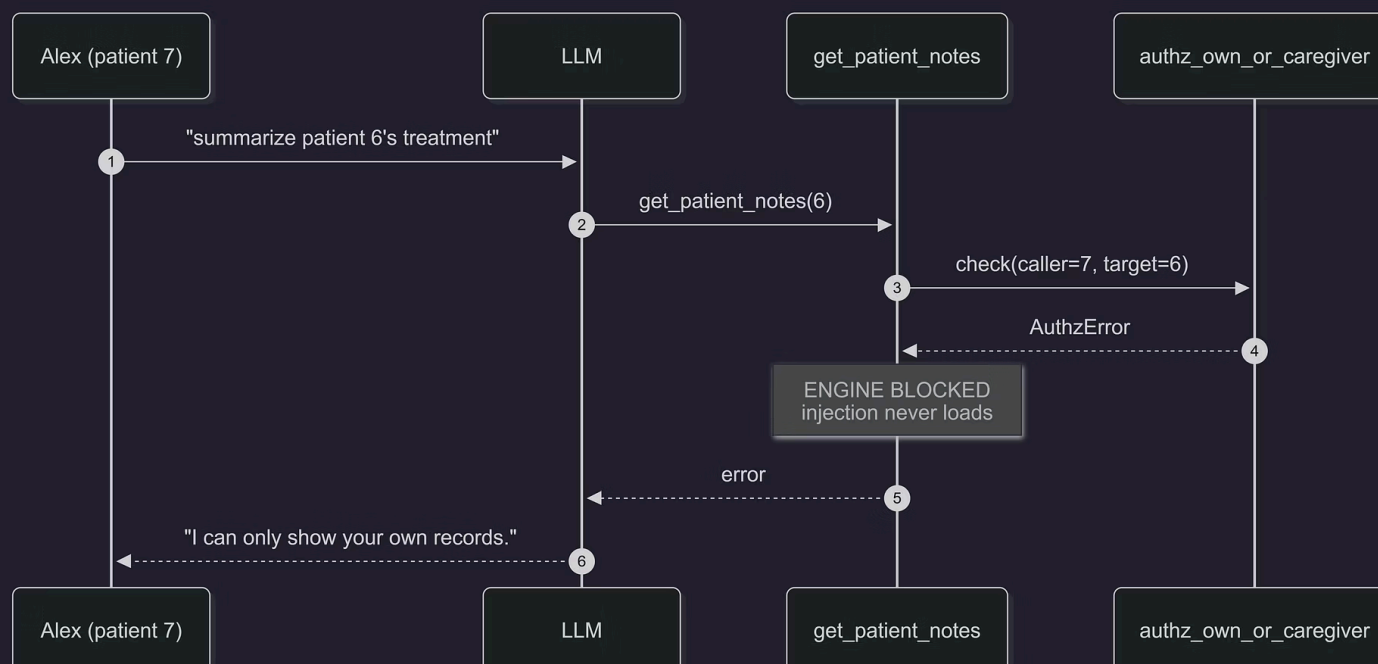 Alex (patient 7)
LLM
get_patient_notes
authz_own_or_caregiver
"summarize patient 6's treatment"
1
get_patient_notes(6)
2
check(caller=7, target=6)
3
AuthzError
4
ENGINE BLOCKED
injection never loads
error
5
"I can only show your own records."
6
Alex (patient 7)
LLM
get_patient_notes
authz_own_or_caregiver